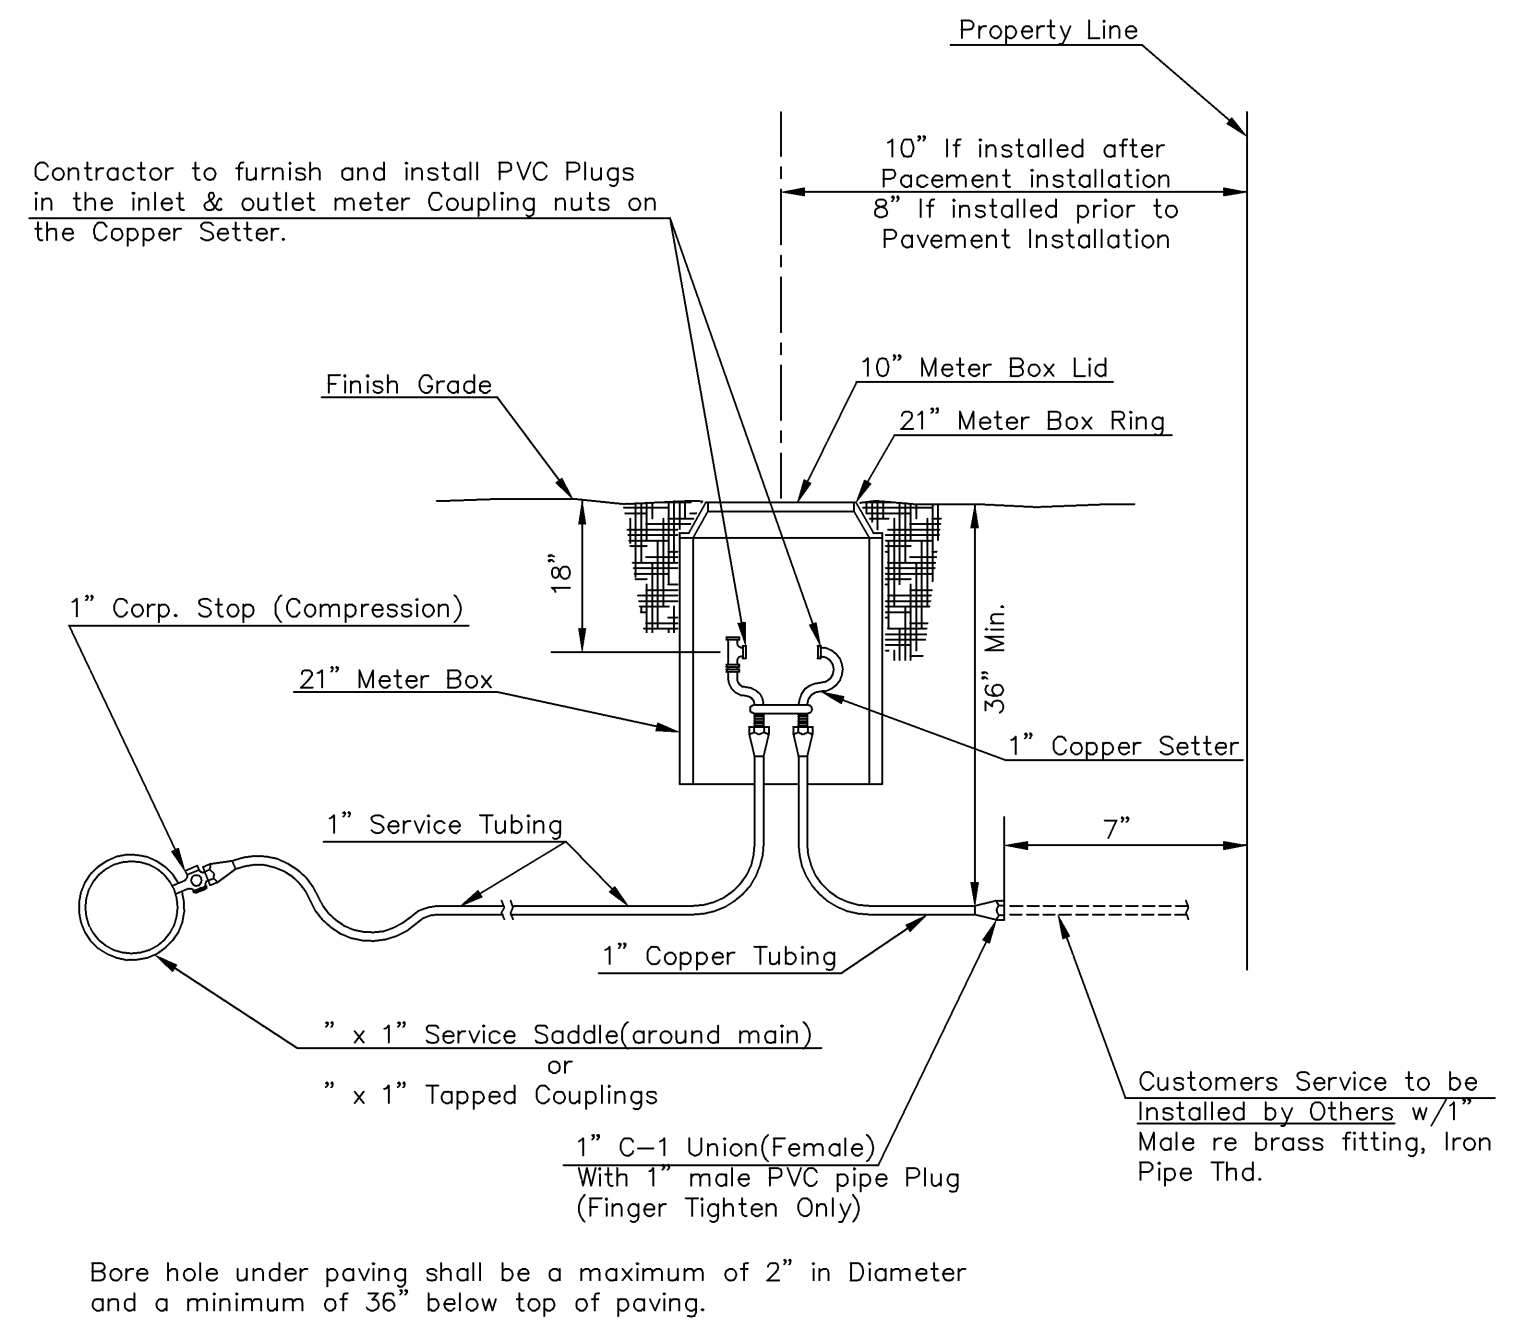 Property Line
10” If installed after
Pacement installation
8” If installed prior to
Pavement Installation
Contractor to furnish and install PVC Plugs
in the inlet & outlet meter Coupling nuts on
the Copper Setter.
10” Meter Box Lid
Finish Grade
21” Meter Box Ring
18”
1” Corp. Stop (Compression)
36” Min.
21” Meter Box
1” Copper Setter
1” Service Tubing
7”
1” Copper Tubing
” x 1” Service Saddle(around main)
or
” x 1” Tapped Couplings
Customers Service to be
Installed by Others w/1”
Male re brass fitting, Iron
Pipe Thd.
1” C-1 Union(Female)
With 1” male PVC pipe Plug
(Finger Tighten Only)
Bore hole under paving shall be a maximum of 2” in Diameter
and a minimum of 36” below top of paving.